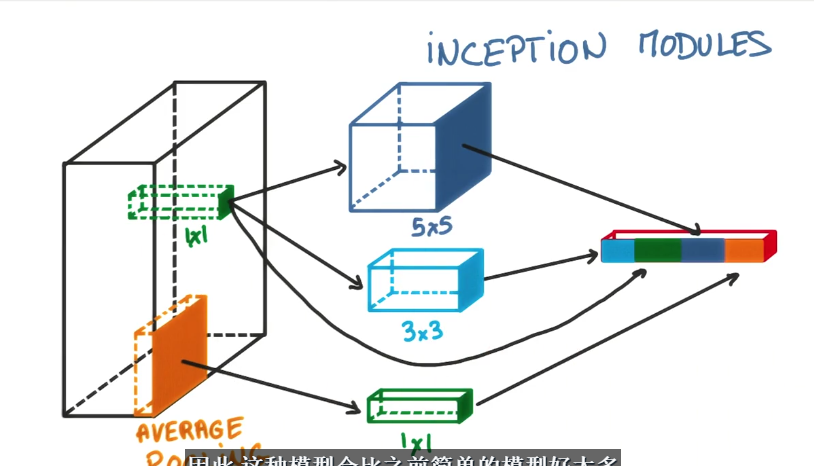 INCEPTION MODULES
1x1
5x5
3x3
AVERAGE
POOLING
1x1
因此 这种模型会比之前简单的模型好太多